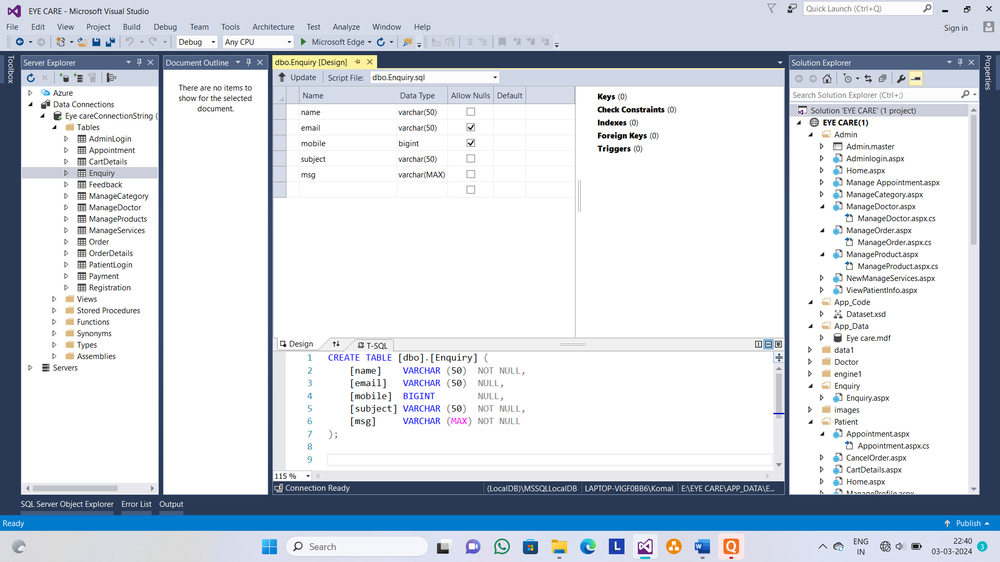 EYE CARE - Microsoft Visual Studio
Quick Launch (Ctrl+Q)
File Edit View Project Build Debug Team Tools Architecture Test Analyze Window Help
Sign in
Debug Any CPU Microsoft Edge
Toolbox
Server Explorer
Azure
Data Connections
Eye careConnectionString (
Tables
AdminLogin
Appointment
CartDetails
Enquiry
Feedback
ManageCategory
ManageDoctor
ManageProducts
ManageServices
Order
OrderDetails
PatientLogin
Payment
Registration
Views
Stored Procedures
Functions
Synonyms
Types
Assemblies
Servers
Document Outline
There are no items to
show for the selected
document.
dbo.Enquiry [Design]
Update Script File: dbo.Enquiry.sql
Name Data Type Allow Nulls Default
name varchar(50)
email varchar(50)
mobile bigint
subject varchar(50)
msg varchar(MAX)
Keys (0)
Check Constraints (0)
Indexes (0)
Foreign Keys (0)
Triggers (0)
Design T-SQL
1 CREATE TABLE [dbo].[Enquiry] (
2 [name] VARCHAR (50) NOT NULL,
3 [email] VARCHAR (50) NULL,
4 [mobile] BIGINT NULL,
5 [subject] VARCHAR (50) NOT NULL,
6 [msg] VARCHAR (MAX) NOT NULL
7 );
8
9
115 %
Connection Ready (LocalDB)\MSSQLLocalDB LAPTOP-VIGF0BB6\Komal E:\EYE CARE\APP_DATA\E...
Solution Explorer
Search Solution Explorer (Ctrl+;)
Solution 'EYE CARE' (1 project)
EYE CARE(1)
Admin
Admin.master
Adminlogin.aspx
Home.aspx
Manage Appointment.aspx
ManageCategory.aspx
ManageDoctor.aspx
ManageDoctor.aspx.cs
ManageOrder.aspx
ManageOrder.aspx.cs
ManageProduct.aspx
ManageProduct.aspx.cs
NewManageServices.aspx
ViewPatientInfo.aspx
App_Code
Dataset.xsd
App_Data
Eye care.mdf
data1
Doctor
engine1
Enquiry
Enquiry.aspx
images
Patient
Appointment.aspx
Appointment.aspx.cs
CancelOrder.aspx
CartDetails.aspx
Home.aspx
ManageProfile.aspx
Properties
SQL Server Object Explorer Error List Output
Ready Publish
Search
ENG
IN
22:40
03-03-2024
3